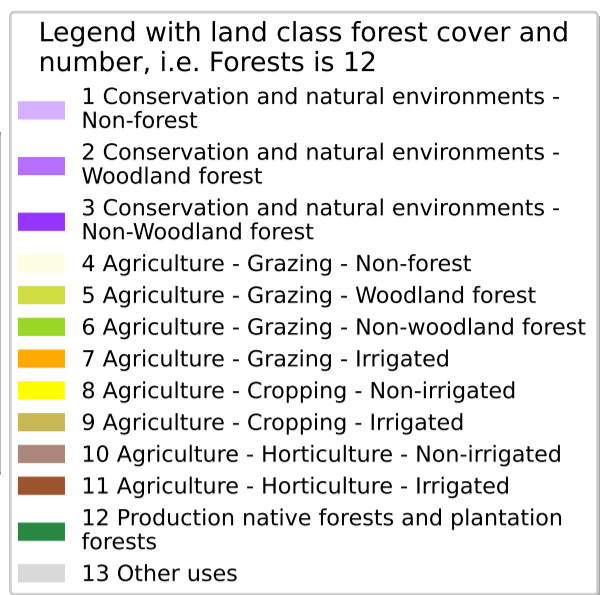 Legend with land class forest cover and
number, i.e. Forests is 12
1 Conservation and natural environments -
Non-forest
2 Conservation and natural environments -
Woodland forest
3 Conservation and natural environments -
Non-Woodland forest
4 Agriculture - Grazing - Non-forest
5 Agriculture - Grazing - Woodland forest
6 Agriculture - Grazing - Non-woodland forest
7 Agriculture - Grazing - Irrigated
8 Agriculture - Cropping - Non-irrigated
9 Agriculture - Cropping - Irrigated
10 Agriculture - Horticulture - Non-irrigated
11 Agriculture - Horticulture - Irrigated
12 Production native forests and plantation
forests
13 Other uses